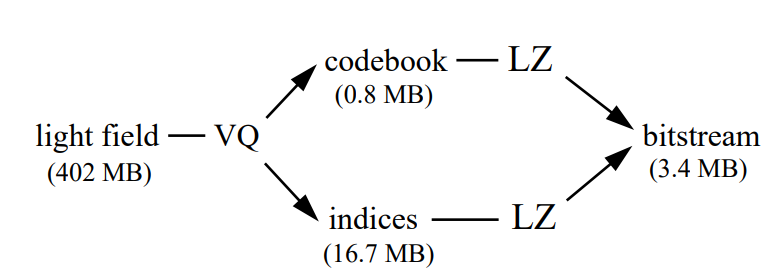 codebook LZ
(0.8 MB)
light field VQ bitstream
(402 MB) (3.4 MB)
indices LZ
(16.7 MB)